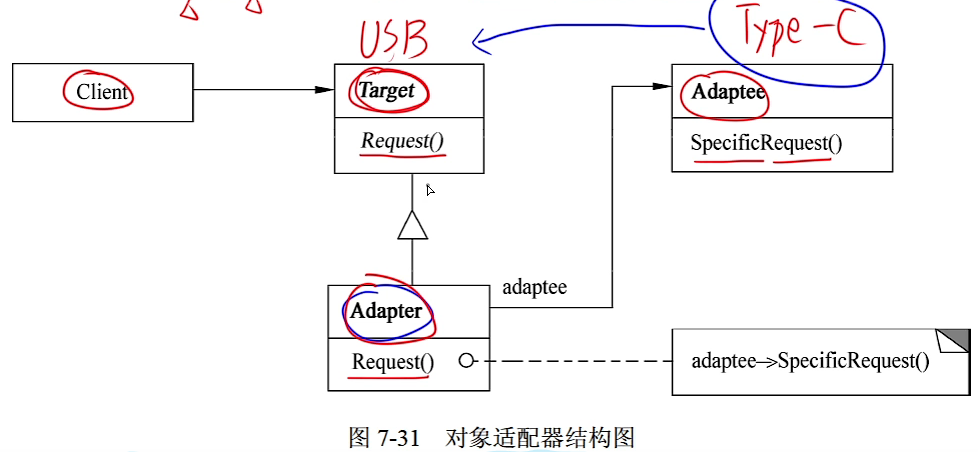 USB
Type-C
Client
Target
Adaptee
Request()
SpecificRequest()
adaptee
Adapter
Request()
adaptee->SpecificRequest()
图 7-31 对象适配器结构图